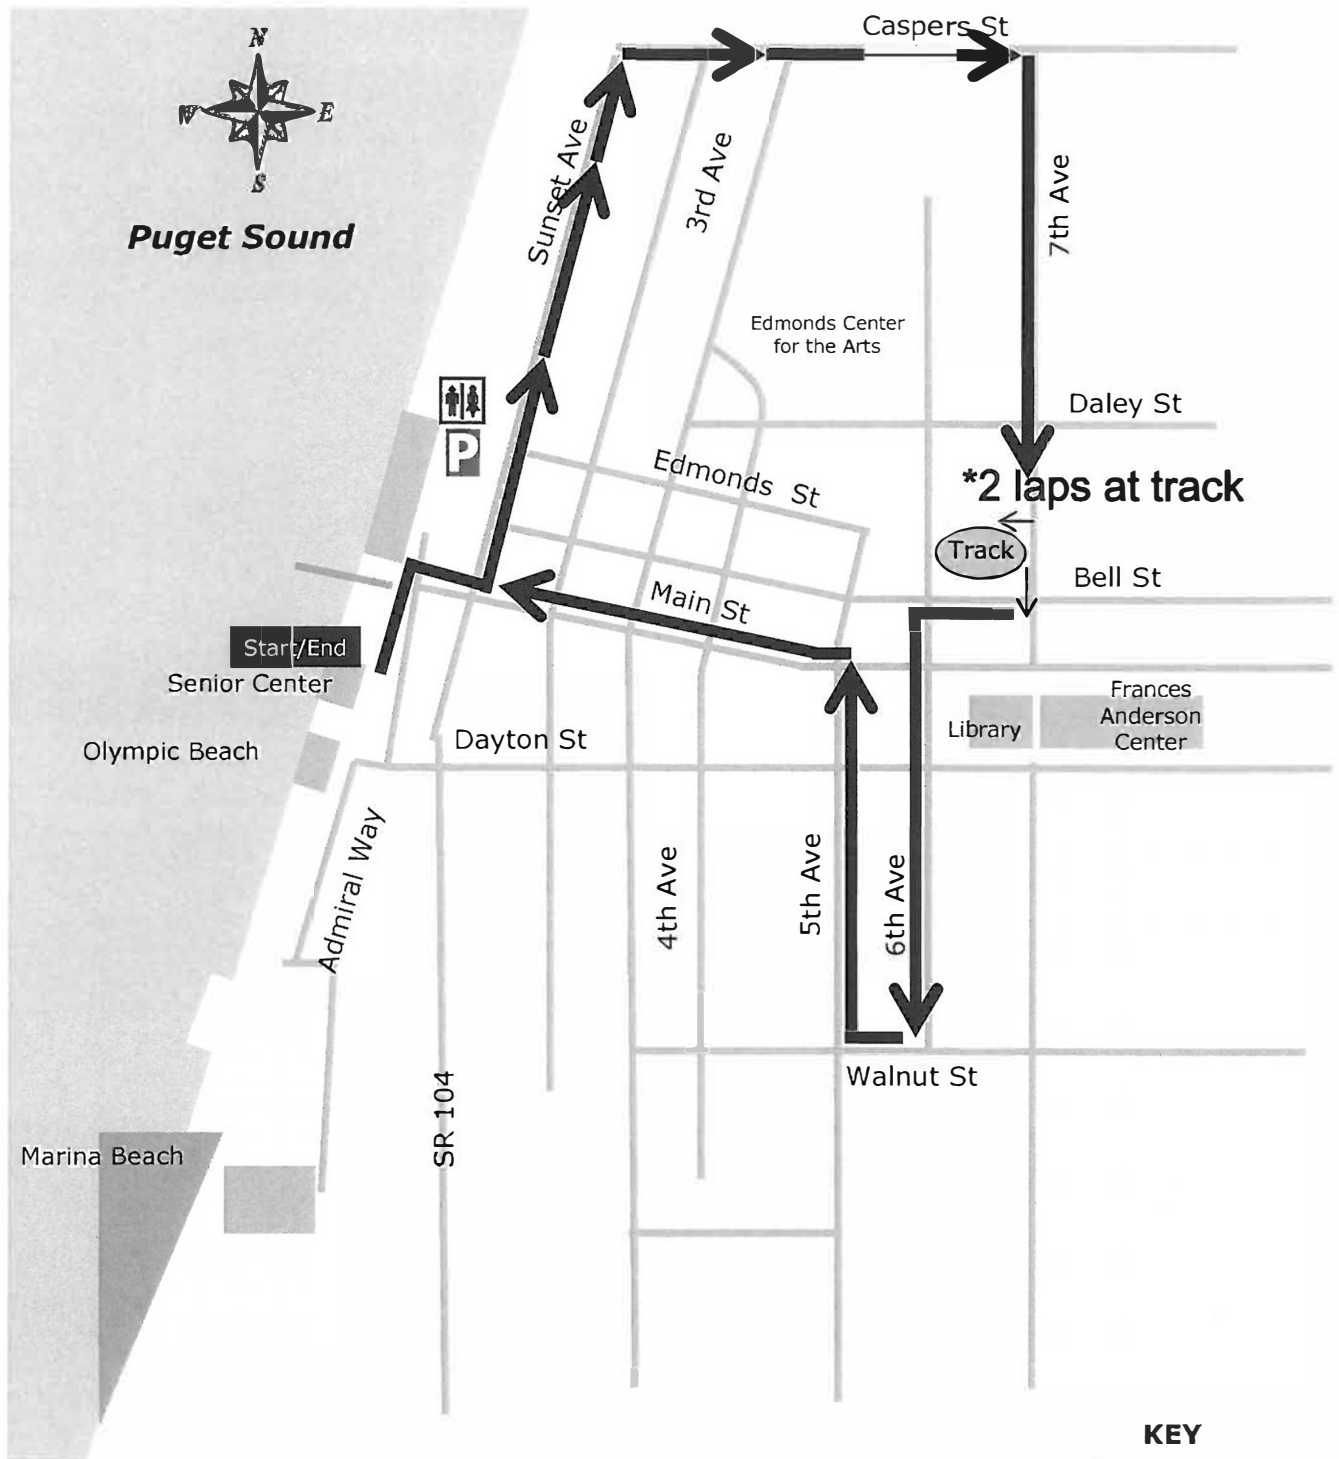 Caspers St
N
W
E
S
Puget Sound
Sunset Ave
3rd Ave
7th Ave
Edmonds Center
for the Arts
P
Daley St
Edmonds St
*2 laps at track
Track
Bell St
Main St
Start/End
Senior Center
Frances
Anderson
Center
Library
Olympic Beach
Dayton St
Admiral Way
4th Ave
5th Ave
6th Ave
Walnut St
SR 104
Marina Beach
KEY